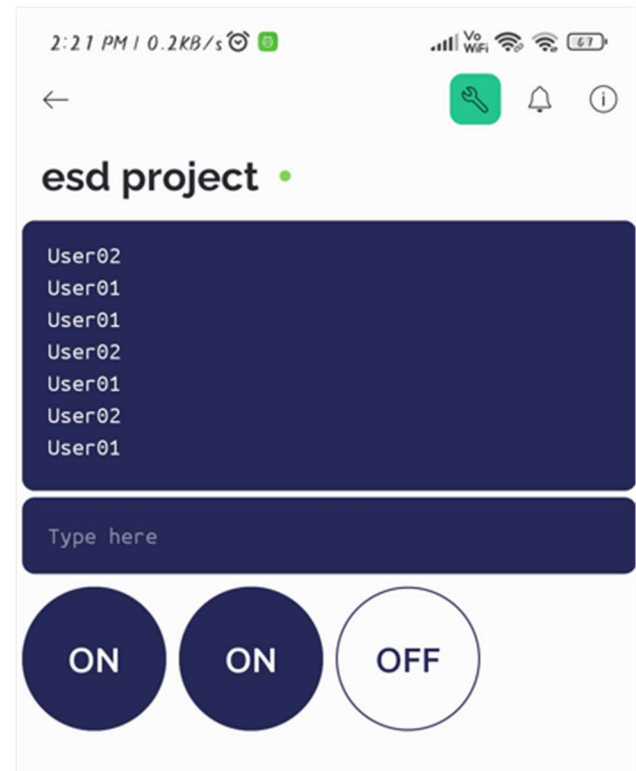 2:21 PM | 0.2KB/s
Vo WiFi 67
esd project
User02
User01
User01
User02
User01
User02
User01
Type here
ON ON OFF